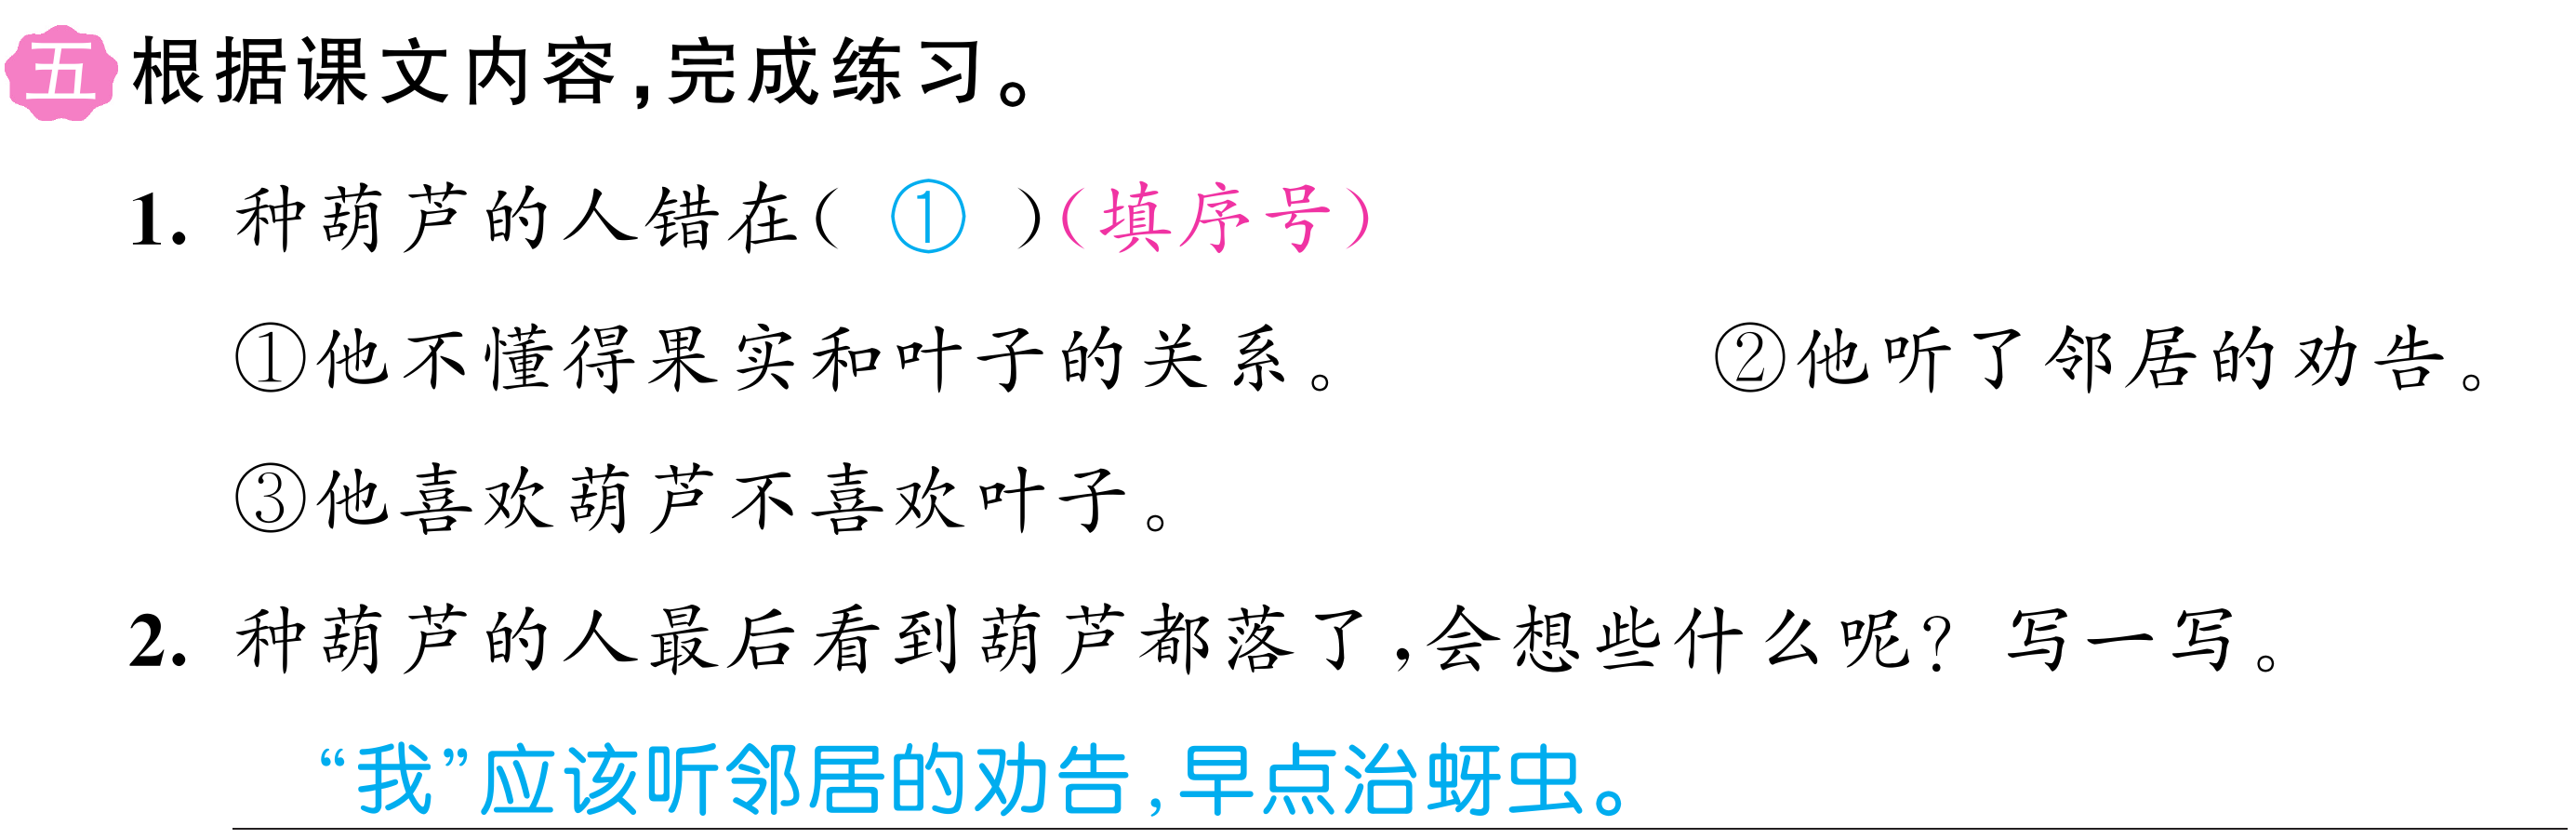 五 根据课文内容,完成练习。
1. 种葫芦的人错在( ① )(填序号)
①他不懂得果实和叶子的关系。 ②他听了邻居的劝告。
③他喜欢葫芦不喜欢叶子。
2. 种葫芦的人最后看到葫芦都落了,会想些什么呢? 写一写。
“我”应该听邻居的劝告,早点治蚜虫。